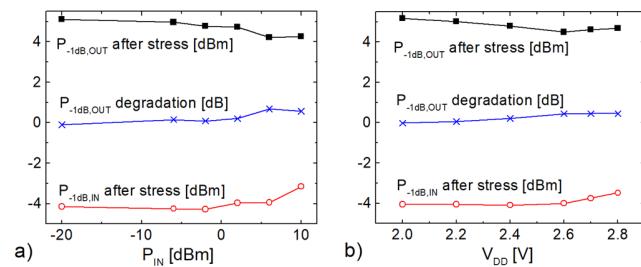 4
P-1dB,OUT after stress [dBm]
2
P-1dB,OUT degradation [dB]
0
-2
P-1dB,IN after stress [dBm]
-4
-20 -10 0 10
a) PIN [dBm]
4
P-1dB,OUT after stress [dBm]
2
P-1dB,OUT degradation [dB]
0
-2
P-1dB,IN after stress [dBm]
-4
2.0 2.2 2.4 2.6 2.8
b) VDD [V]